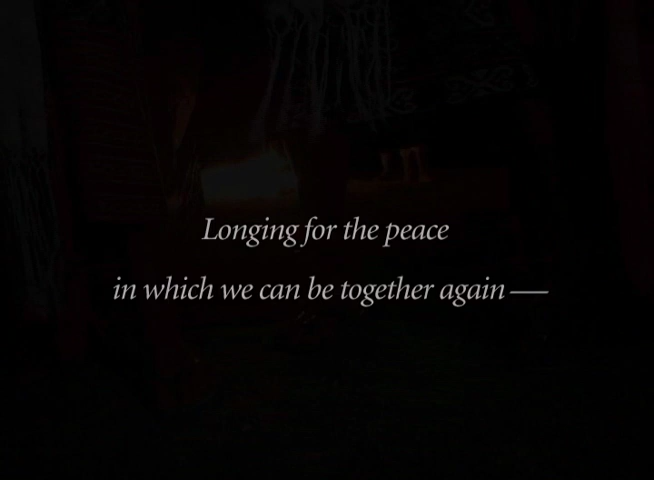 Longing for the peace
in which we can be together again —